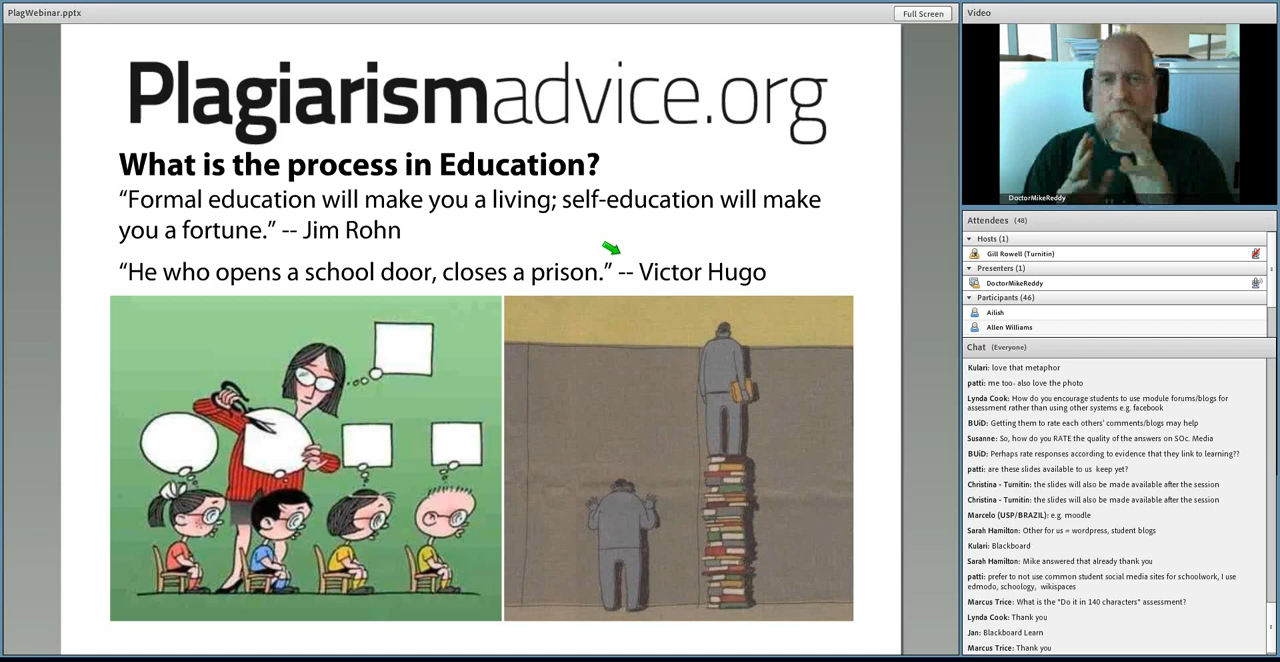 PlagWebinar.pptx
Full Screen
Plagiarismadvice.org
What is the process in Education?
“Formal education will make you a living; self-education will make
you a fortune.” -- Jim Rohn
“He who opens a school door, closes a prison.” -- Victor Hugo
Video
DoctorMikeReddy
Attendees (48)
Hosts (1)
Gill Rowell (Turnitin)
Presenters (1)
DoctorMikeReddy
Participants (46)
Ailish
Allen Williams
Chat (Everyone)
Kulari: love that metaphor
patti: me too- also love the photo
Lynda Cook: How do you encourage students to use module forums/blogs for
assessment rather than using other systems e.g. facebook
BUiD: Getting them to rate each others' comments/blogs may help
Susanne: So, how do you RATE the quality of the answers on SOc. Media
BUiD: Perhaps rate responses according to evidence that they link to learning??
patti: are these slides available to us keep yet?
Christina - Turnitin: the slides will also be made available after the session
Christina - Turnitin: the slides will also be made available after the session
Marcelo (USP/BRAZIL): e.g. moodle
Sarah Hamilton: Other for us = wordpress, student blogs
Kulari: Blackboard
Sarah Hamilton: Mike answered that already thank you
patti: prefer to not use common student social media sites for schoolwork, I use
edmodo, schoology, wikispaces
Marcus Trice: What is the "Do it in 140 characters" assessment?
Lynda Cook: Thank you
Jan: Blackboard Learn
Marcus Trice: Thank you